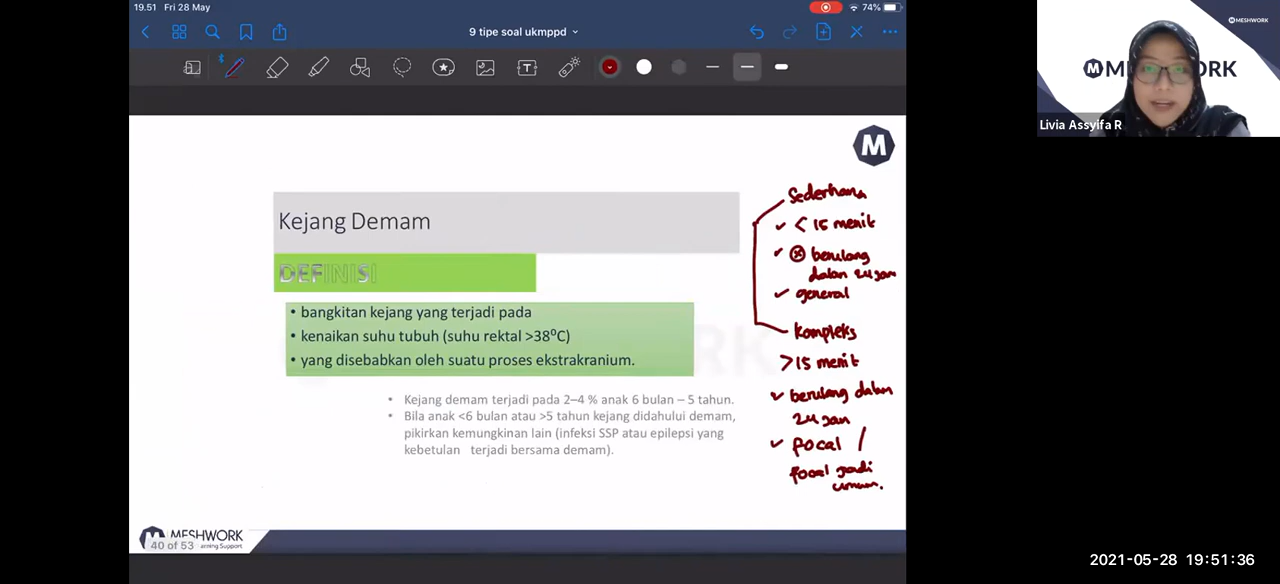 19.51 Fri 28 May
74%
9 tipe soal ukmppd
M
Kejang Demam
DEFINISI
• bangkitan kejang yang terjadi pada
• kenaikan suhu tubuh (suhu rektal >38⁰C)
• yang disebabkan oleh suatu proses ekstrakranium.
• Kejang demam terjadi pada 2–4 % anak 6 bulan – 5 tahun.
• Bila anak <6 bulan atau >5 tahun kejang didahului demam,
pikirkan kemungkinan lain (infeksi SSP atau epilepsi yang
kebetulan terjadi bersama demam).
Sederhana
✓ < 15 menit
✓ ⊗ berulang
dalam 24 jam
✓ general
Kompleks
>15 menit
✓ berulang dalam
24 jam
✓ focal /
focal jadi
umum.
MESHWORK
40 of 53
arning Support
MESHWORK
M RK
Livia Assyifa R
2021-05-28 19:51:36